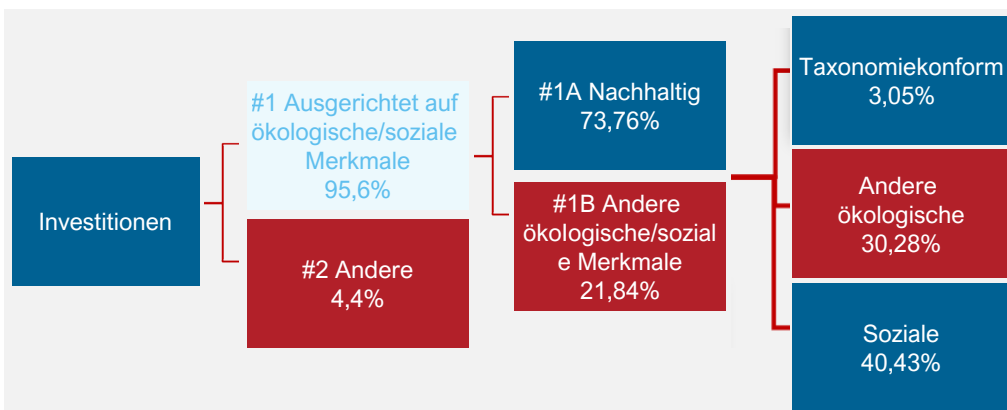 Investitionen
#1 Ausgerichtet auf
ökologische/soziale
Merkmale
95,6%
#2 Andere
4,4%
#1A Nachhaltig
73,76%
#1B Andere
ökologische/sozial
e Merkmale
21,84%
Taxonomiekonform
3,05%
Andere
ökologische
30,28%
Soziale
40,43%